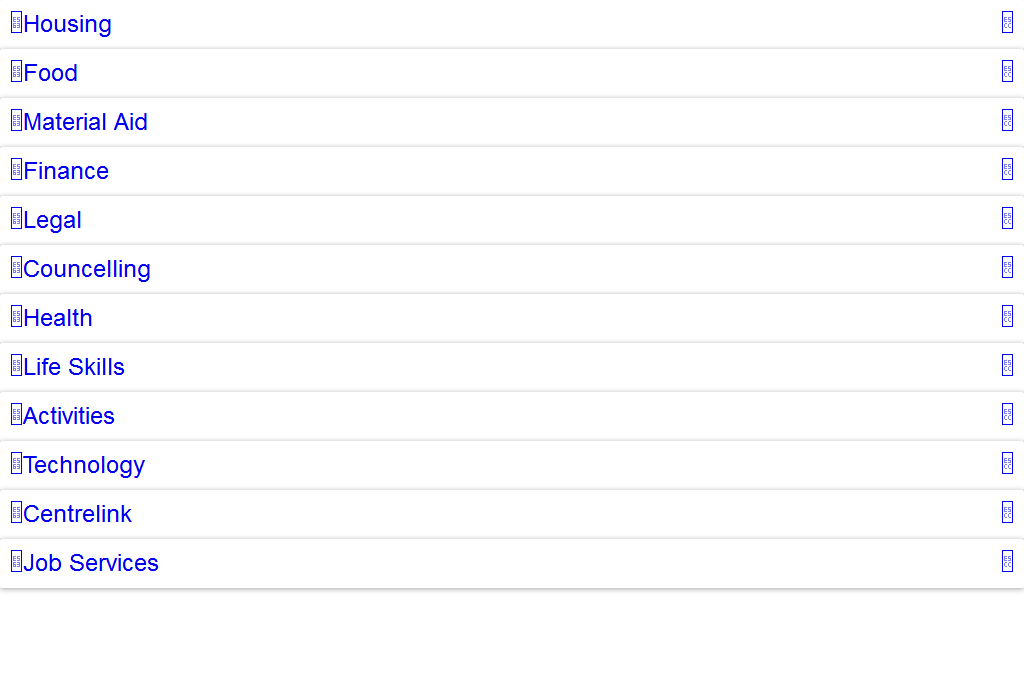 Housing
Food
Material Aid
Finance
Legal
Councelling
Health
Life Skills
Activities
Technology
Centrelink
Job Services